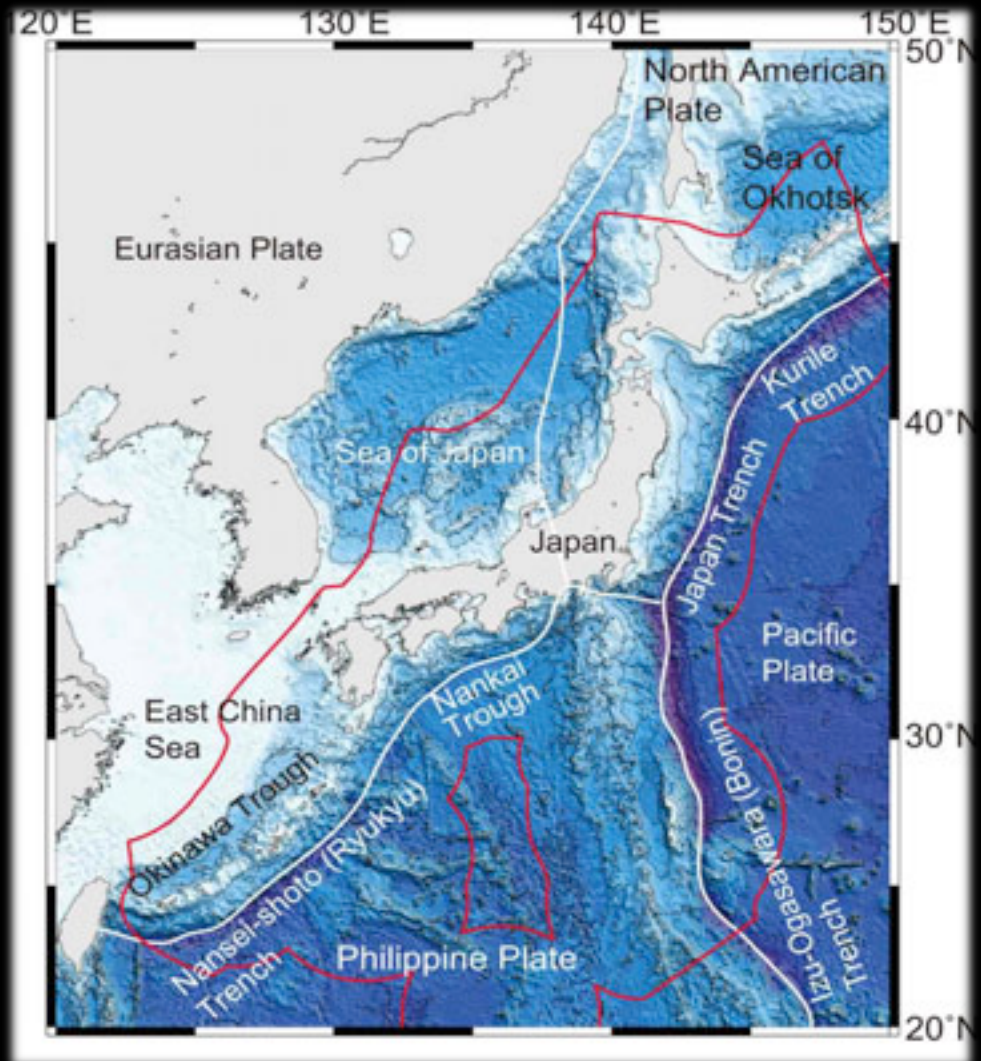 120°E
130°E
140°E
150°E
50°N
North American
Plate
Sea of
Okhotsk
Eurasian Plate
Kurile
Trench
40°N
Sea of Japan
Japan Trench
Japan
Pacific
Plate
Nankai
Trough
East China
Sea
30°N
Okinawa Trough
Izu-Ogasawara (Bonin)
Trench
Nansei-shoto (Ryukyu)
Trench
Philippine Plate
20°N